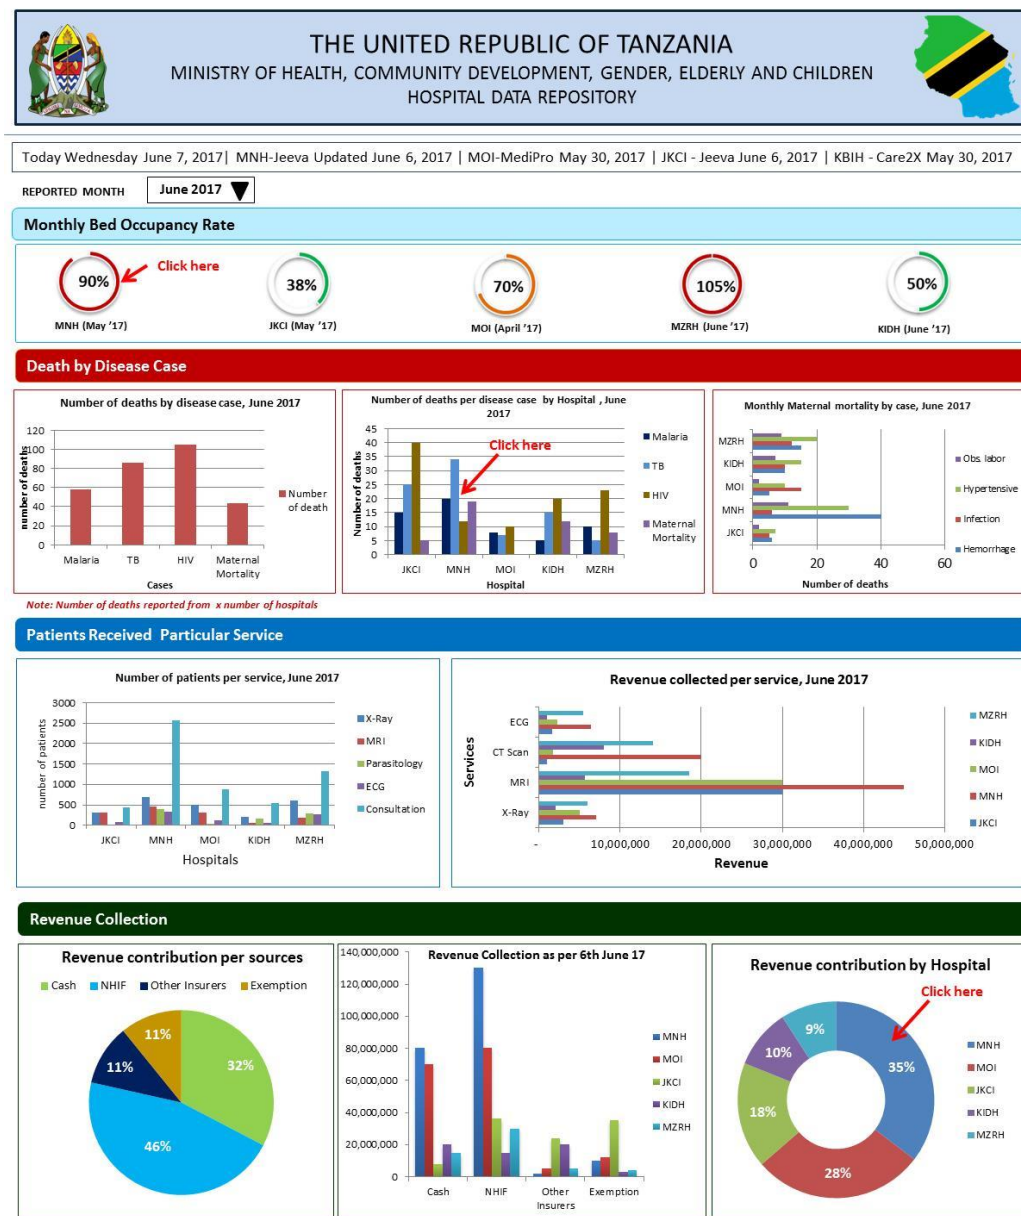 THE UNITED REPUBLIC OF TANZANIA
MINISTRY OF HEALTH, COMMUNITY DEVELOPMENT, GENDER, ELDERLY AND CHILDREN
HOSPITAL DATA REPOSITORY
Today Wednesday June 7, 2017| MNH-Jeeva Updated June 6, 2017 | MOI-MediPro May 30, 2017 | JKCI - Jeeva June 6, 2017 | KBIH - Care2X May 30, 2017
REPORTED MONTH
June 2017
Monthly Bed Occupancy Rate
90%
Click here
38%
70%
105%
50%
MNH (May '17)
JKCI (May '17)
MOI (April '17)
MZRH (June '17)
KIDH (June '17)
Death by Disease Case
Number of deaths by disease case, June 2017
number of deaths
120
100
80
60
40
20
0
Malaria
TB
HIV
Maternal
Mortality
Cases
Number
of death
Number of deaths per disease case by Hospital , June
2017
Number of deaths
45
40
35
30
25
20
15
10
5
0
Click here
JKCI
MNH
MOI
KIDH
MZRH
Hospital
Malaria
TB
HIV
Maternal
Mortality
Monthly Maternal mortality by case, June 2017
MZRH
KIDH
MOI
MNH
JKCI
0
20
40
60
Number of deaths
Obs. labor
Hypertensive
Infection
Hemorrhage
Note: Number of deaths reported from x number of hospitals
Patients Received Particular Service
Number of patients per service, June 2017
number of patients
3000
2500
2000
1500
1000
500
0
JKCI
MNH
MOI
KIDH
MZRH
Hospitals
X-Ray
MRI
Parasitology
ECG
Consultation
Revenue collected per service, June 2017
Services
ECG
CT Scan
MRI
X-Ray
-
10,000,000
20,000,000
30,000,000
40,000,000
50,000,000
Revenue
MZRH
KIDH
MOI
MNH
JKCI
Revenue Collection
Revenue contribution per sources
Cash
NHIF
Other Insurers
Exemption
11%
32%
11%
46%
Revenue Collection as per 6th June 17
140,000,000
120,000,000
100,000,000
80,000,000
60,000,000
40,000,000
20,000,000
0
Cash
NHIF
Other
Insurers
Exemption
MNH
MOI
JKCI
KIDH
MZRH
Revenue contribution by Hospital
Click here
9%
10%
35%
18%
28%
MNH
MOI
JKCI
KIDH
MZRH